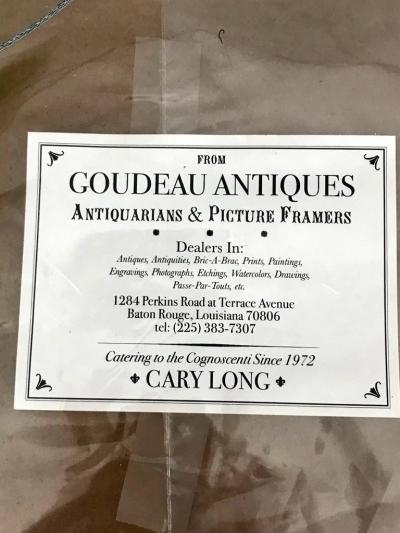 FROM
GOUDEAU ANTIQUES
ANTIQUARIANS & PICTURE FRAMERS
Dealers In:
Antiques, Antiquities, Bric-A-Brac, Prints, Paintings,
Engravings, Photographs, Etchings, Watercolors, Drawings,
Passe-Par-Touts, etc.
1284 Perkins Road at Terrace Avenue
Baton Rouge, Louisiana 70806
tel: (225) 383-7307
Catering to the Cognoscenti Since 1972
CARY LONG